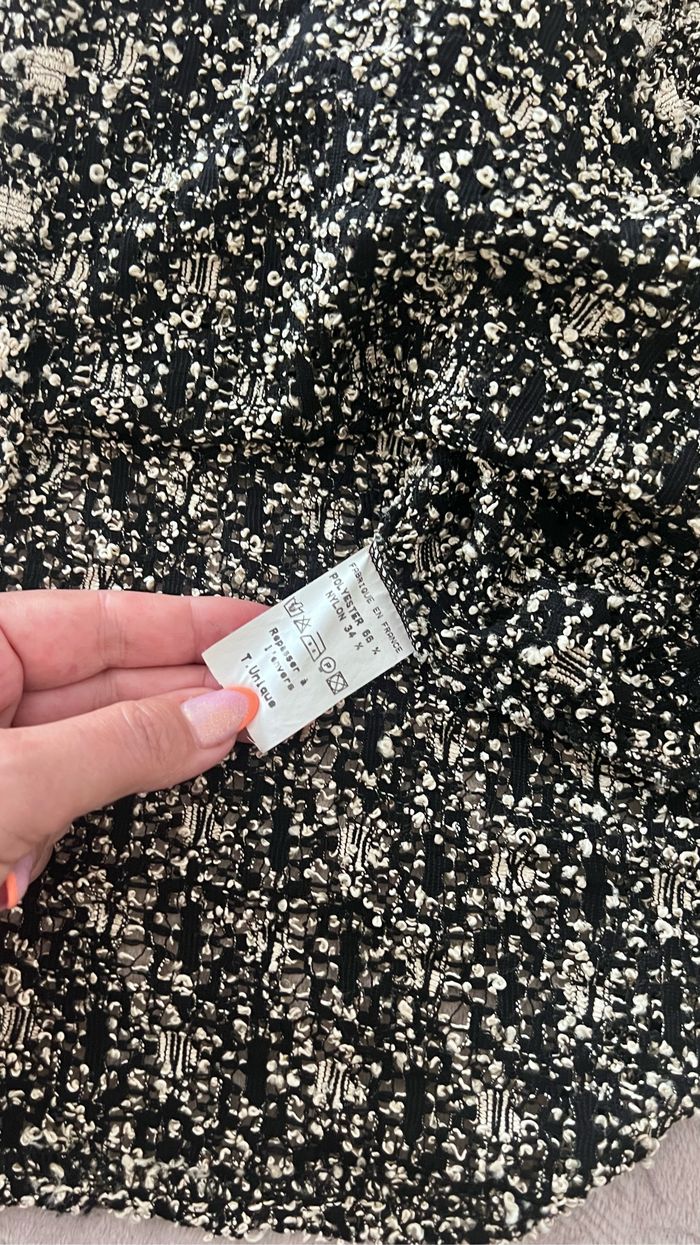 FABRIQUE EN FRANCE
POLYESTER 66 %
NYLON 34 %
P
Repasser à
l'envers
T.Unique